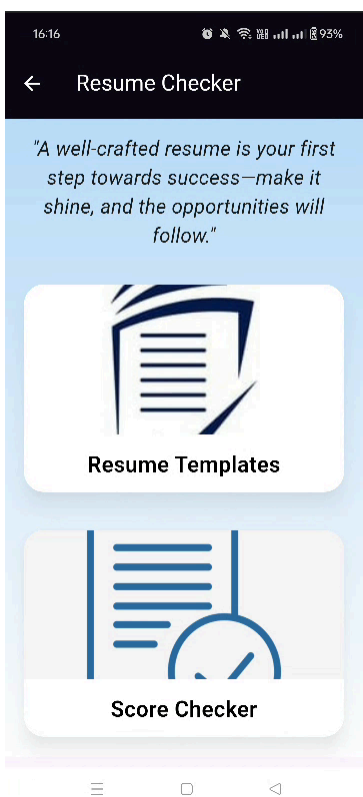 16:16
93%
Resume Checker
"A well-crafted resume is your first
step towards success—make it
shine, and the opportunities will
follow."
Resume Templates
Score Checker